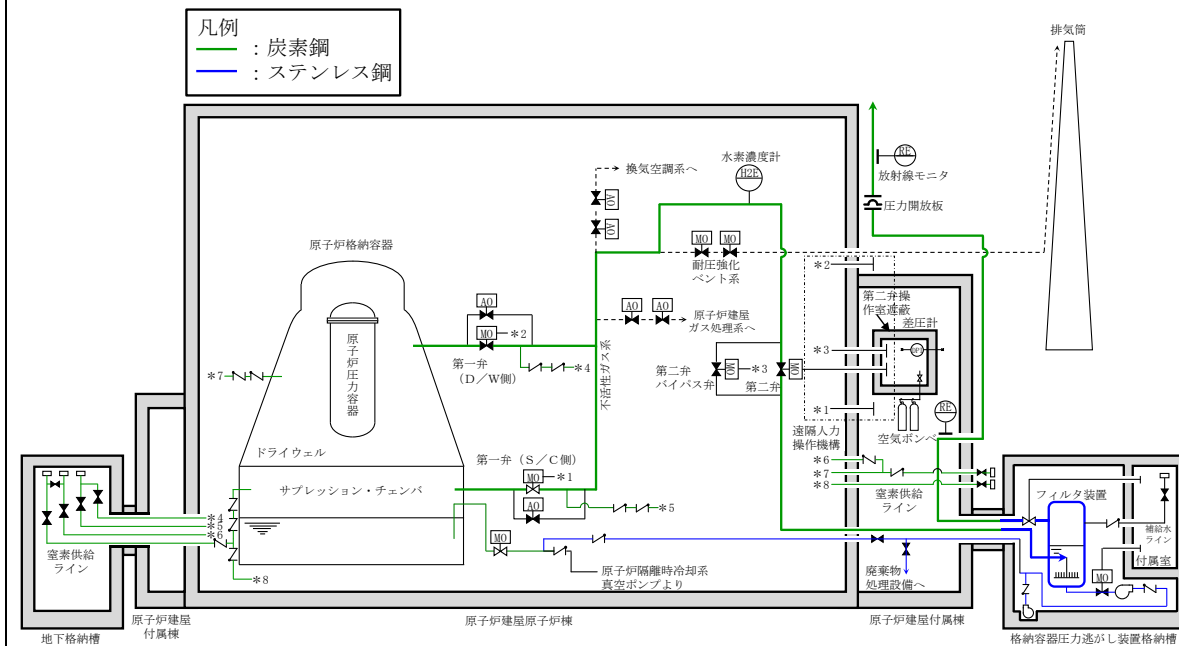 凡例
：炭素鋼
：ステンレス鋼
排気筒
水素濃度計
H2E
RE
放射線モニタ
圧力開放板
換気空調系へ
AO
AO
原子炉格納容器
MO
MO
耐圧強化
ベント系
＊2
第二弁操
作室遮蔽
差圧計
DPI
原子炉圧力容器
AO
MO
＊2
第一弁
（D／W側）
＊4
AO
AO
原子炉建屋
ガス処理系へ
不活性ガス系
＊3
MO
＊3
第二弁
バイパス弁
第二弁
MO
＊7
＊1
遠隔人力
操作機構
空気ボンベ
RE
ドライウェル
第一弁（S／C側）
MO
＊1
AO
＊5
サプレッション・チェンバ
＊6
＊7
＊8
窒素供給
ライン
フィルタ装置
補給水
ライン
付属室
MO
＊4
＊5
＊6
＊8
窒素供給
ライン
MO
原子炉隔離時冷却系
真空ポンプより
廃棄物
処理設備へ
地下格納槽
原子炉建屋
付属棟
原子炉建屋原子炉棟
原子炉建屋付属棟
格納容器圧力逃がし装置格納槽